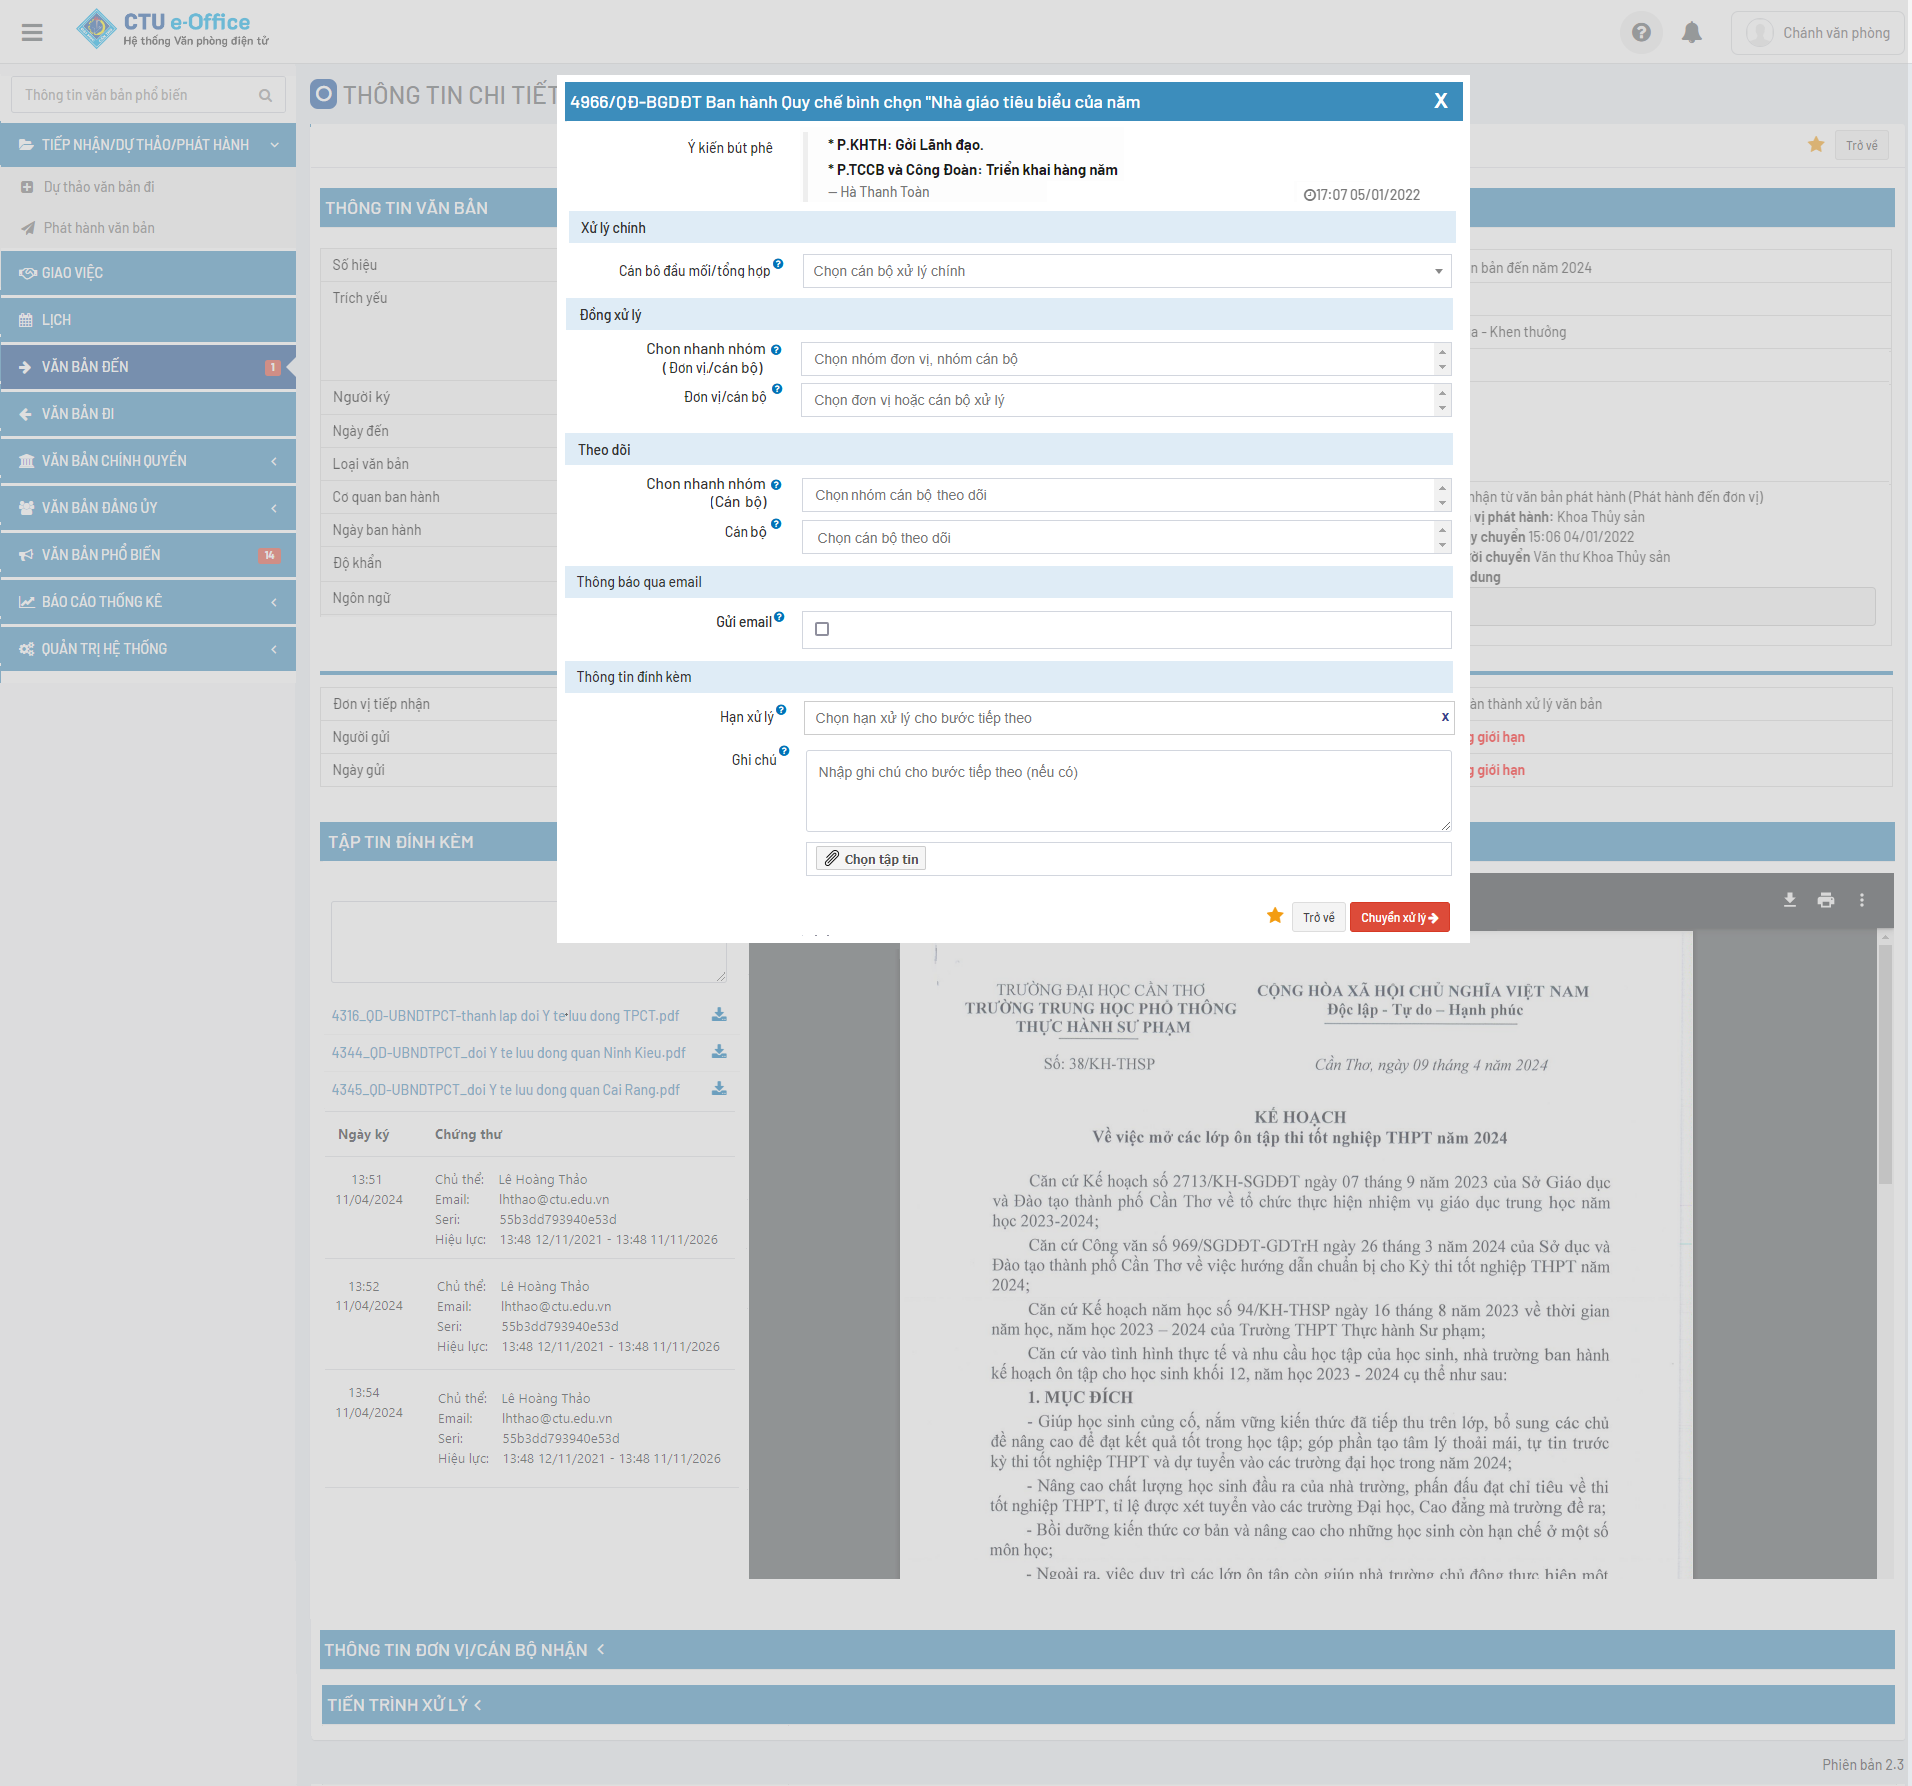 CTU e-Office
Hệ thống Văn phòng điện tử
Chánh văn phòng
Thông tin văn bản phổ biến
TIẾP NHẬN/DỰ THẢO/PHÁT HÀNH
Dự thảo văn bản đi
Phát hành văn bản
GIAO VIỆC
LỊCH
VĂN BẢN ĐẾN 1
VĂN BẢN ĐI
VĂN BẢN CHÍNH QUYỀN
VĂN BẢN ĐẢNG ỦY
VĂN BẢN PHỔ BIẾN 14
BÁO CÁO THỐNG KÊ
QUẢN TRỊ HỆ THỐNG
THÔNG TIN CHI TIẾT
Trở về
THÔNG TIN VĂN BẢN
Số hiệu
Trích yếu
Người ký
Ngày đến
Loại văn bản
Cơ quan ban hành
Ngày ban hành
Độ khẩn
Ngôn ngữ
n bản đến năm 2024
a - Khen thưởng
nhận từ văn bản phát hành (Phát hành đến đơn vị)
vị phát hành: Khoa Thủy sản
y chuyển 15:06 04/01/2022
ời chuyển Văn thư Khoa Thủy sản
dung
Đơn vị tiếp nhận
Người gửi
Ngày gửi
àn thành xử lý văn bản
g giới hạn
g giới hạn
4966/QĐ-BGDĐT Ban hành Quy chế bình chọn "Nhà giáo tiêu biểu của năm
X
Ý kiến bút phê
* P.KHTH: Gởi Lãnh đạo.
* P.TCCB và Công Đoàn: Triển khai hàng năm
— Hà Thanh Toàn
17:07 05/01/2022
Xử lý chính
Cán bô đầu mối/tổng hợp
Chọn cán bộ xử lý chính
Đồng xử lý
Chon nhanh nhóm
(Đơn vị./cán bộ)
Chọn nhóm đơn vị, nhóm cán bộ
Đơn vị/cán bộ
Chọn đơn vị hoặc cán bộ xử lý
Theo dõi
Chon nhanh nhóm
(Cán bộ)
Chọn nhóm cán bộ theo dõi
Cán bộ
Chọn cán bộ theo dõi
Thông báo qua email
Gửi email
Thông tin đính kèm
Hạn xử lý
Chọn hạn xử lý cho bước tiếp theo
x
Ghi chú
Nhập ghi chú cho bước tiếp theo (nếu có)
Chọn tập tin
Trở về
Chuyển xử lý
TẬP TIN ĐÍNH KÈM
4316_QD-UBNDTPCT-thanh lap doi Y te luu dong TPCT.pdf
4344_QD-UBNDTPCT_doi Y te luu dong quan Ninh Kieu.pdf
4345_QD-UBNDTPCT_doi Y te luu dong quan Cai Rang.pdf
Ngày ký Chứng thư
13:51
11/04/2024
Chủ thể: Lê Hoàng Thảo
Email: lhthao@ctu.edu.vn
Seri: 55b3dd793940e53d
Hiệu lực: 13:48 12/11/2021 - 13:48 11/11/2026
13:52
11/04/2024
Chủ thể: Lê Hoàng Thảo
Email: lhthao@ctu.edu.vn
Seri: 55b3dd793940e53d
Hiệu lực: 13:48 12/11/2021 - 13:48 11/11/2026
13:54
11/04/2024
Chủ thể: Lê Hoàng Thảo
Email: lhthao@ctu.edu.vn
Seri: 55b3dd793940e53d
Hiệu lực: 13:48 12/11/2021 - 13:48 11/11/2026
TRƯỜNG ĐẠI HỌC CẦN THƠ
TRƯỜNG TRUNG HỌC PHỔ THÔNG
THỰC HÀNH SƯ PHẠM
Số: 38/KH-THSP
CỘNG HÒA XÃ HỘI CHỦ NGHĨA VIỆT NAM
Độc lập - Tự do – Hạnh phúc
Cần Thơ, ngày 09 tháng 4 năm 2024
KẾ HOẠCH
Về việc mở các lớp ôn tập thi tốt nghiệp THPT năm 2024
Căn cứ Kế hoạch số 2713/KH-SGDĐT ngày 07 tháng 9 năm 2023 của Sở Giáo dục
và Đào tạo thành phố Cần Thơ về tổ chức thực hiện nhiệm vụ giáo dục trung học năm
học 2023-2024;
Căn cứ Công văn số 969/SGDĐT-GDTrH ngày 26 tháng 3 năm 2024 của Sở dục và
Đào tạo thành phố Cần Thơ về việc hướng dẫn chuẩn bị cho Kỳ thi tốt nghiệp THPT năm
2024;
Căn cứ Kế hoạch năm học số 94/KH-THSP ngày 16 tháng 8 năm 2023 về thời gian
năm học, năm học 2023 – 2024 của Trường THPT Thực hành Sư phạm;
Căn cứ vào tình hình thực tế và nhu cầu học tập của học sinh, nhà trường ban hành
kế hoạch ôn tập cho học sinh khối 12, năm học 2023 - 2024 cụ thể như sau:
1. MỤC ĐÍCH
- Giúp học sinh củng cố, nắm vững kiến thức đã tiếp thu trên lớp, bổ sung các chủ
đề nâng cao để đạt kết quả tốt trong học tập; góp phần tạo tâm lý thoải mái, tự tin trước
kỳ thi tốt nghiệp THPT và dự tuyển vào các trường đại học trong năm 2024;
- Nâng cao chất lượng học sinh đầu ra của nhà trường, phấn đấu đạt chỉ tiêu về thi
tốt nghiệp THPT, tỉ lệ được xét tuyển vào các trường Đại học, Cao đẳng mà trường đề ra;
- Bồi dưỡng kiến thức cơ bản và nâng cao cho những học sinh còn hạn chế ở một số
môn học;
- Ngoài ra, việc duy trì các lớp ôn tập còn giúp nhà trường chủ động thực hiện một
THÔNG TIN ĐƠN VỊ/CÁN BỘ NHẬN
TIẾN TRÌNH XỬ LÝ
Phiên bản 2.3